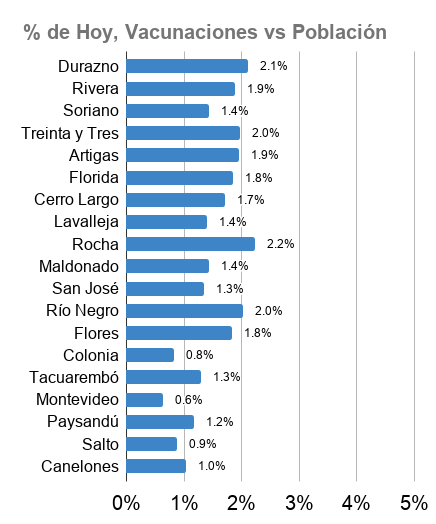 % de Hoy, Vacunaciones vs Población
Durazno 2.1%
Rivera 1.9%
Soriano 1.4%
Treinta y Tres 2.0%
Artigas 1.9%
Florida 1.8%
Cerro Largo 1.7%
Lavalleja 1.4%
Rocha 2.2%
Maldonado 1.4%
San José 1.3%
Río Negro 2.0%
Flores 1.8%
Colonia 0.8%
Tacuarembó 1.3%
Montevideo 0.6%
Paysandú 1.2%
Salto 0.9%
Canelones 1.0%
0% 1% 2% 3% 4% 5%